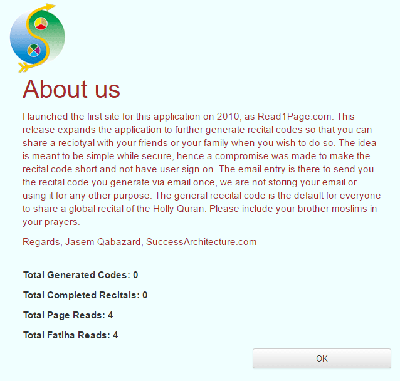 About us
I launched the first site for this application on 2010, as Read1Page.com. This
release expands the application to further generate recital codes so that you can
share a reciotyal with your friends or your family when you wish to do so. The idea
is meant to be simple while secure, hence a compromise was made to make the
recital code short and not have user sign on. The email entry is there to send you
the recital code you generate via email once, we are not storing your email or
using it for any other purpose. The general reecital code is the default for everyone
to share a global recital of the Holly Quran. Please include your brother moslims in
your prayers.
Regards, Jasem Qabazard, SuccessArchitecture.com
Total Generated Codes: 0
Total Completed Recitals: 0
Total Page Reads: 4
Total Fatiha Reads: 4
OK